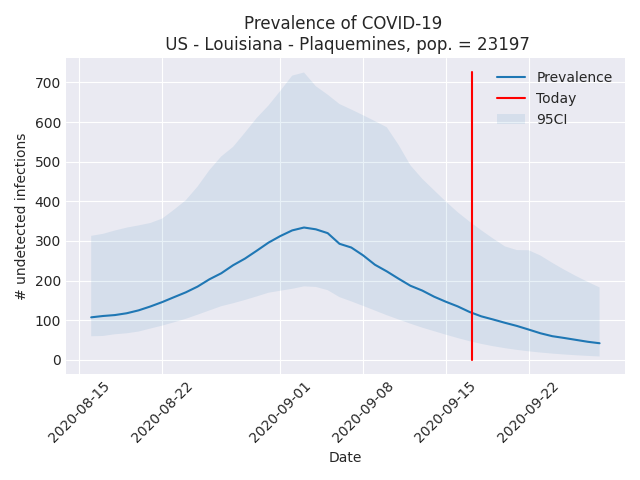 Prevalence of COVID-19
US - Louisiana - Plaquemines, pop. = 23197
Prevalence
Today
95CI
# undetected infections
700
600
500
400
300
200
100
0
2020-08-15
2020-08-22
2020-09-01
2020-09-08
2020-09-15
2020-09-22
Date